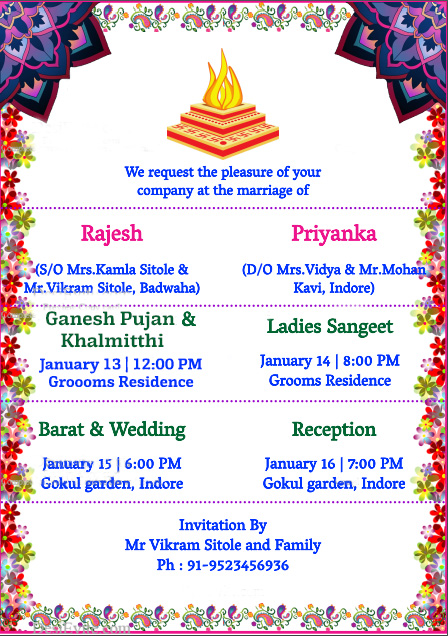 We request the pleasure of your
company at the marriage of
Rajesh
(S/O Mrs.Kamla Sitole &
Mr.Vikram Sitole, Badwaha)
Priyanka
(D/O Mrs.Vidya & Mr.Mohan
Kavi, Indore)
Ganesh Pujan &
Khalmitthi
January 13 | 12:00 PM
Groooms Residence
Ladies Sangeet
January 14 | 8:00 PM
Grooms Residence
Barat & Wedding
January 15 | 6:00 PM
Gokul garden, Indore
Reception
January 16 | 7:00 PM
Gokul garden, Indore
Invitation By
Mr Vikram Sitole and Family
Ph : 91-9523456936